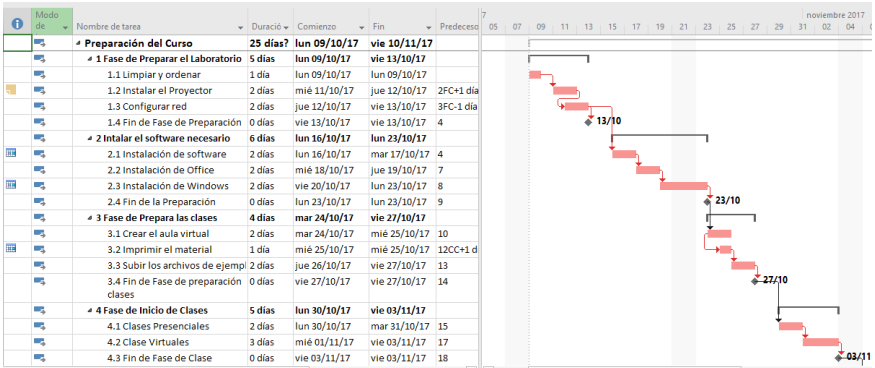 Modo de Nombre de tarea Duració Comienzo Fin Predeceso
7 noviembre 2017
05 07 09 11 13 15 17 19 21 23 25 27 29 31 02 04
Preparación del Curso 25 días? lun 09/10/17 vie 10/11/17
1 Fase de Preparar el Laboratorio 5 días lun 09/10/17 vie 13/10/17
1.1 Limpiar y ordenar 1 día lun 09/10/17 lun 09/10/17
1.2 Instalar el Proyector 2 días mié 11/10/17 jue 12/10/17 2FC+1 día
1.3 Configurar red 2 días jue 12/10/17 vie 13/10/17 3FC-1 día
1.4 Fin de Fase de Preparación 0 días vie 13/10/17 vie 13/10/17 4 13/10
2 Intalar el software necesario 6 días lun 16/10/17 lun 23/10/17
2.1 Instalación de software 2 días lun 16/10/17 mar 17/10/17 4
2.2 Instalación de Office 2 días mié 18/10/17 jue 19/10/17 7
2.3 Instalación de Windows 2 días vie 20/10/17 lun 23/10/17 8
2.4 Fin de la Preparación 0 días lun 23/10/17 lun 23/10/17 9 23/10
3 Fase de Prepara las clases 4 días mar 24/10/17 vie 27/10/17
3.1 Crear el aula virtual 2 días mar 24/10/17 mié 25/10/17 10
3.2 Imprimir el material 1 día mié 25/10/17 mié 25/10/17 12CC+1 d
3.3 Subir los archivos de ejempl 2 días jue 26/10/17 vie 27/10/17 13
3.4 Fin de Fase de preparación 0 días vie 27/10/17 vie 27/10/17 14 27/10
clases
4 Fase de Inicio de Clases 5 días lun 30/10/17 vie 03/11/17
4.1 Clases Presenciales 2 días lun 30/10/17 mar 31/10/17 15
4.2 Clase Virtuales 3 días mié 01/11/17 vie 03/11/17 17
4.3 Fin de Fase de Clase 0 días vie 03/11/17 vie 03/11/17 18 03/11